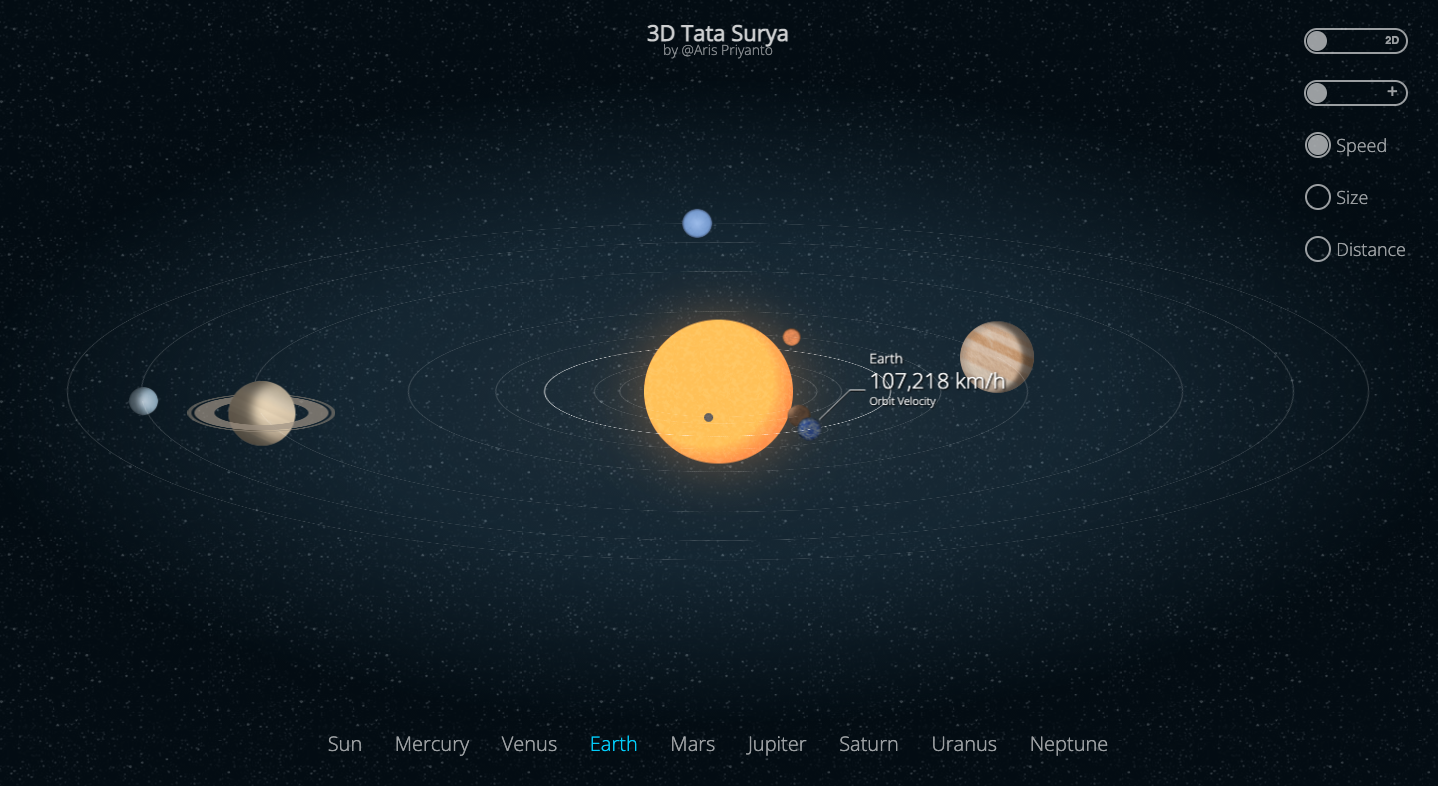 3D Tata Surya
by @Aris Priyanto
2D
+
Speed
Size
Distance
Earth
107,218 km/h
Orbit Velocity
Sun Mercury Venus Earth Mars Jupiter Saturn Uranus Neptune